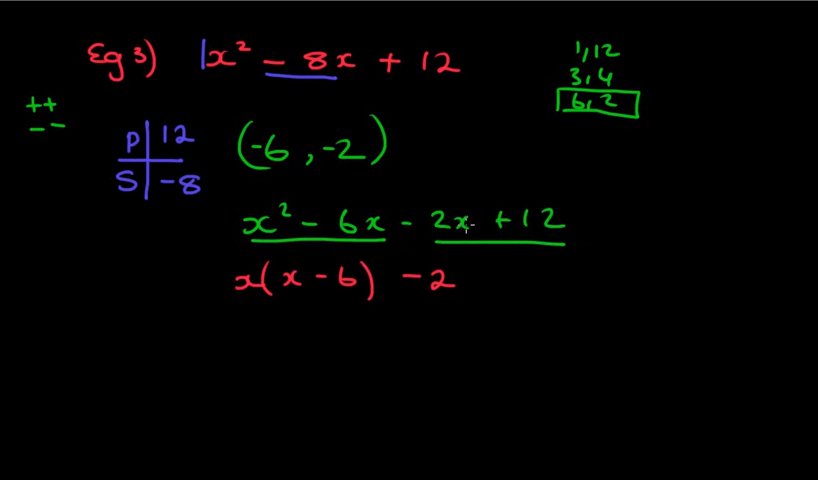 Eg 3) 1x² - 8x + 12
1, 12
3, 4
6, 2
++
--
P | 12
S | -8
(-6, -2)
x² - 6x - 2x + 12
x(x - 6) - 2